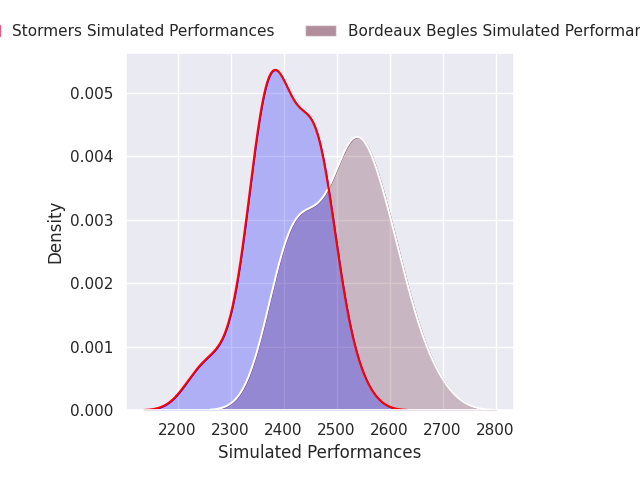 Stormers Simulated Performances Bordeaux Begles Simulated
0.005
0.004
0.003
0.002
0.001
0.000
Density
2200 2300 2400 2500 2600 2700 2800
Simulated Performances